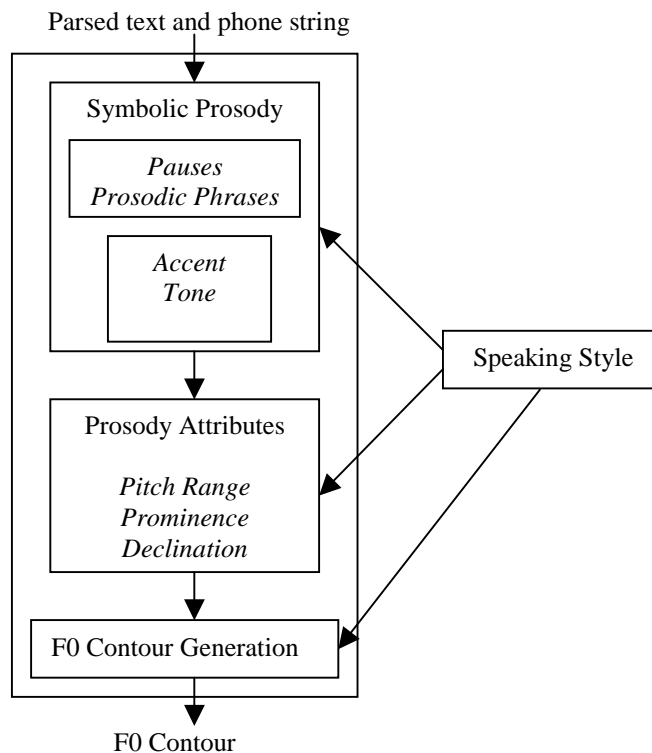 Parsed text and phone string
Symbolic Prosody
Pauses
Prosodic Phrases
Accent
Tone
Speaking Style
Prosody Attributes
Pitch Range
Prominence
Declination
F0 Contour Generation
F0 Contour